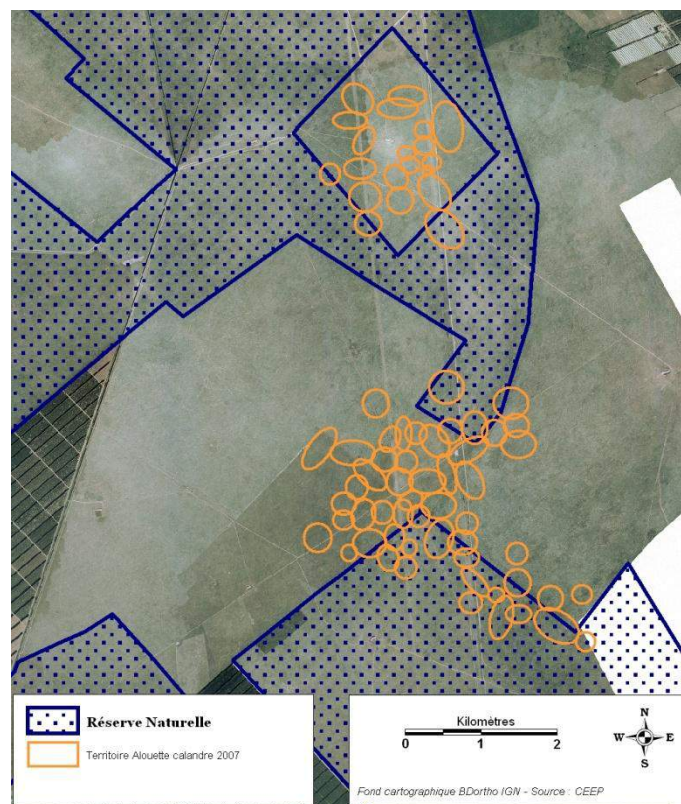 Réserve Naturelle
Territoire Alouette calandre 2007
Kilomètres
0 1 2
N
W E
S
Fond cartographique BDortho IGN - Source : CEEP